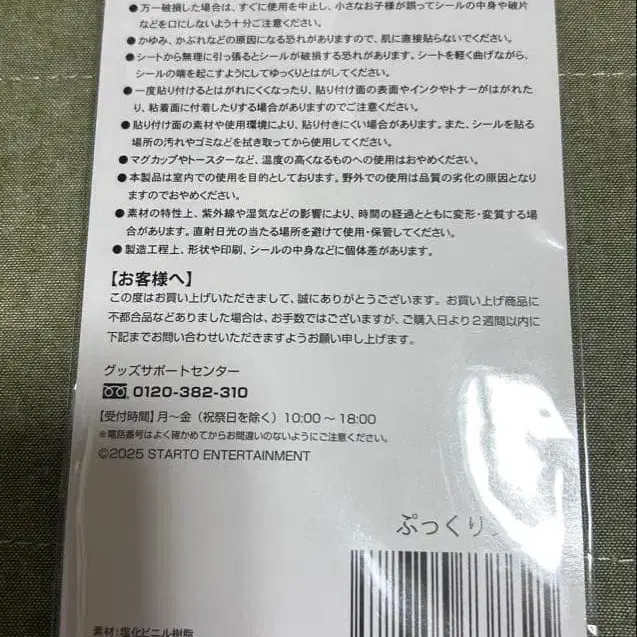 ●万一破損した場合は、すぐに使用を中止し、小さなお子様が誤ってシールの中身や破片
などを口にしないよう十分ご注意ください。
●かゆみ、かぶれなどの原因になる恐れがありますので、肌に直接貼らないでください。
●シートから無理に引っ張るとシールが破損する恐れがあります。シートを軽く曲げながら、
シールの端を起こすようにしてゆっくりとはがしてください。
●一度貼り付けるとはがれにくくなったり、貼り付け面の表面やインクやトナーがはがれた
り、粘着面に付着したりする場合がありますのでご注意ください。
●貼り付け面の素材や使用環境により、貼り付きにくい場合があります。また、シールを貼る
場所の汚れやゴミなどを拭き取ってから使用してください。
●マグカップやトースターなど、温度の高くなるものへの使用はおやめください。
●本製品は室内での使用を目的としております。野外での使用は品質の劣化の原因となり
ますのでおやめください。
●素材の特性上、紫外線や湿気などの影響により、時間の経過とともに変形・変質する場
合があります。直射日光の当たる場所を避けて使用・保管してください。
●製造工程上、形状や印刷、シールの中身などに個体差があります。
【お客様へ】
この度はお買い上げいただきまして、誠にありがとうございます。お買い上げ商品に
不都合品などありました場合は、お手数ではございますが、ご購入日より2週間以内に
下記までお問い合わせいただきますようお願い申し上げます。
グッズサポートセンター
0120-382-310
【受付時間】月〜金（祝祭日を除く）10:00〜18:00
※電話番号はよく確かめてからお間違いのないようにご注意ください。
©2025 STARTO ENTERTAINMENT
ぷっくり
素材：塩化ビニル樹脂